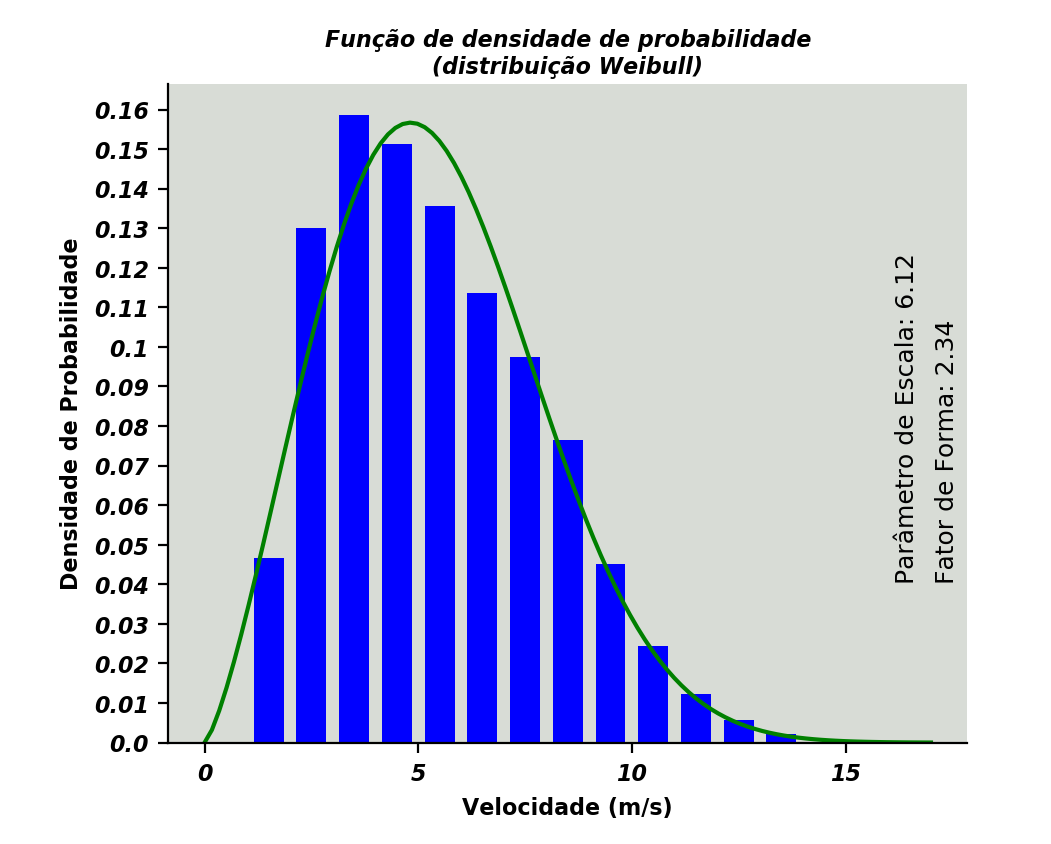 Função de densidade de probabilidade
(distribuição Weibull)
Densidade de Probabilidade
0.16
0.15
0.14
0.13
0.12
0.11
0.1
0.09
0.08
0.07
0.06
0.05
0.04
0.03
0.02
0.01
0.0
Parâmetro de Escala: 6.12
Fator de Forma: 2.34
0 5 10 15
Velocidade (m/s)